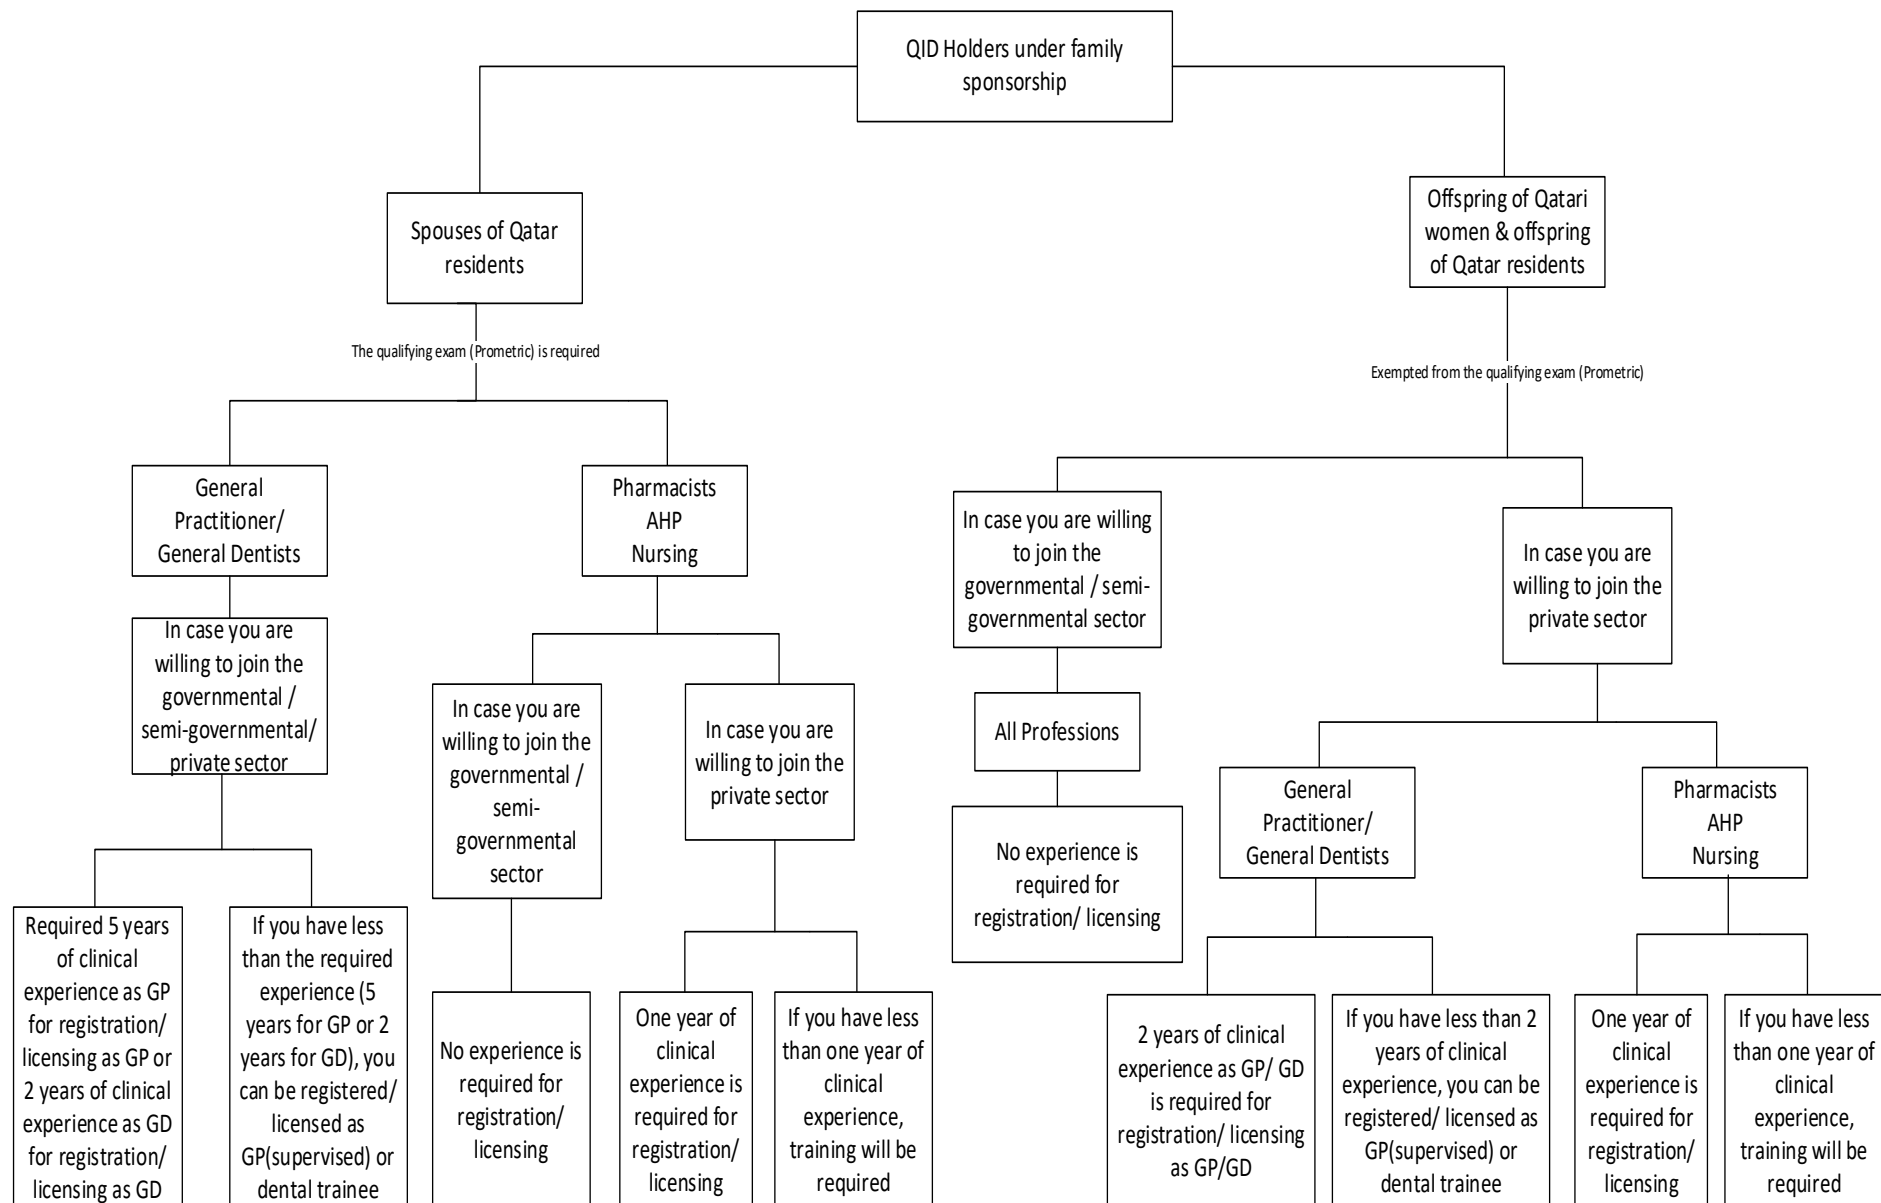 QID Holders under family
sponsorship
Spouses of Qatar
residents
Offspring of Qatari
women & offspring
of Qatar residents
The qualifying exam (Prometric) is required
Exempted from the qualifying exam (Prometric)
General
Practitioner/
General Dentists
Pharmacists
AHP
Nursing
In case you are willing
to join the
governmental / semi-
governmental sector
In case you are
willing to join the
private sector
In case you are
willing to join the
governmental /
semi-governmental/
private sector
In case you are
willing to join the
governmental /
semi-
governmental
sector
In case you are
willing to join the
private sector
All Professions
General
Practitioner/
General Dentists
Pharmacists
AHP
Nursing
No experience is
required for
registration/ licensing
Required 5 years
of clinical
experience as GP
for registration/
licensing as GP or
2 years of clinical
experience as GD
for registration/
licensing as GD
If you have less
than the required
experience (5
years for GP or 2
years for GD), you
can be registered/
licensed as
GP(supervised) or
dental trainee
No experience is
required for
registration/
licensing
One year of
clinical
experience is
required for
registration/
licensing
If you have less
than one year of
clinical
experience,
training will be
required
2 years of clinical
experience as GP/ GD
is required for
registration/ licensing
as GP/GD
If you have less than 2
years of clinical
experience, you can be
registered/ licensed as
GP(supervised) or
dental trainee
One year of
clinical
experience is
required for
registration/
licensing
If you have less
than one year of
clinical
experience,
training will be
required